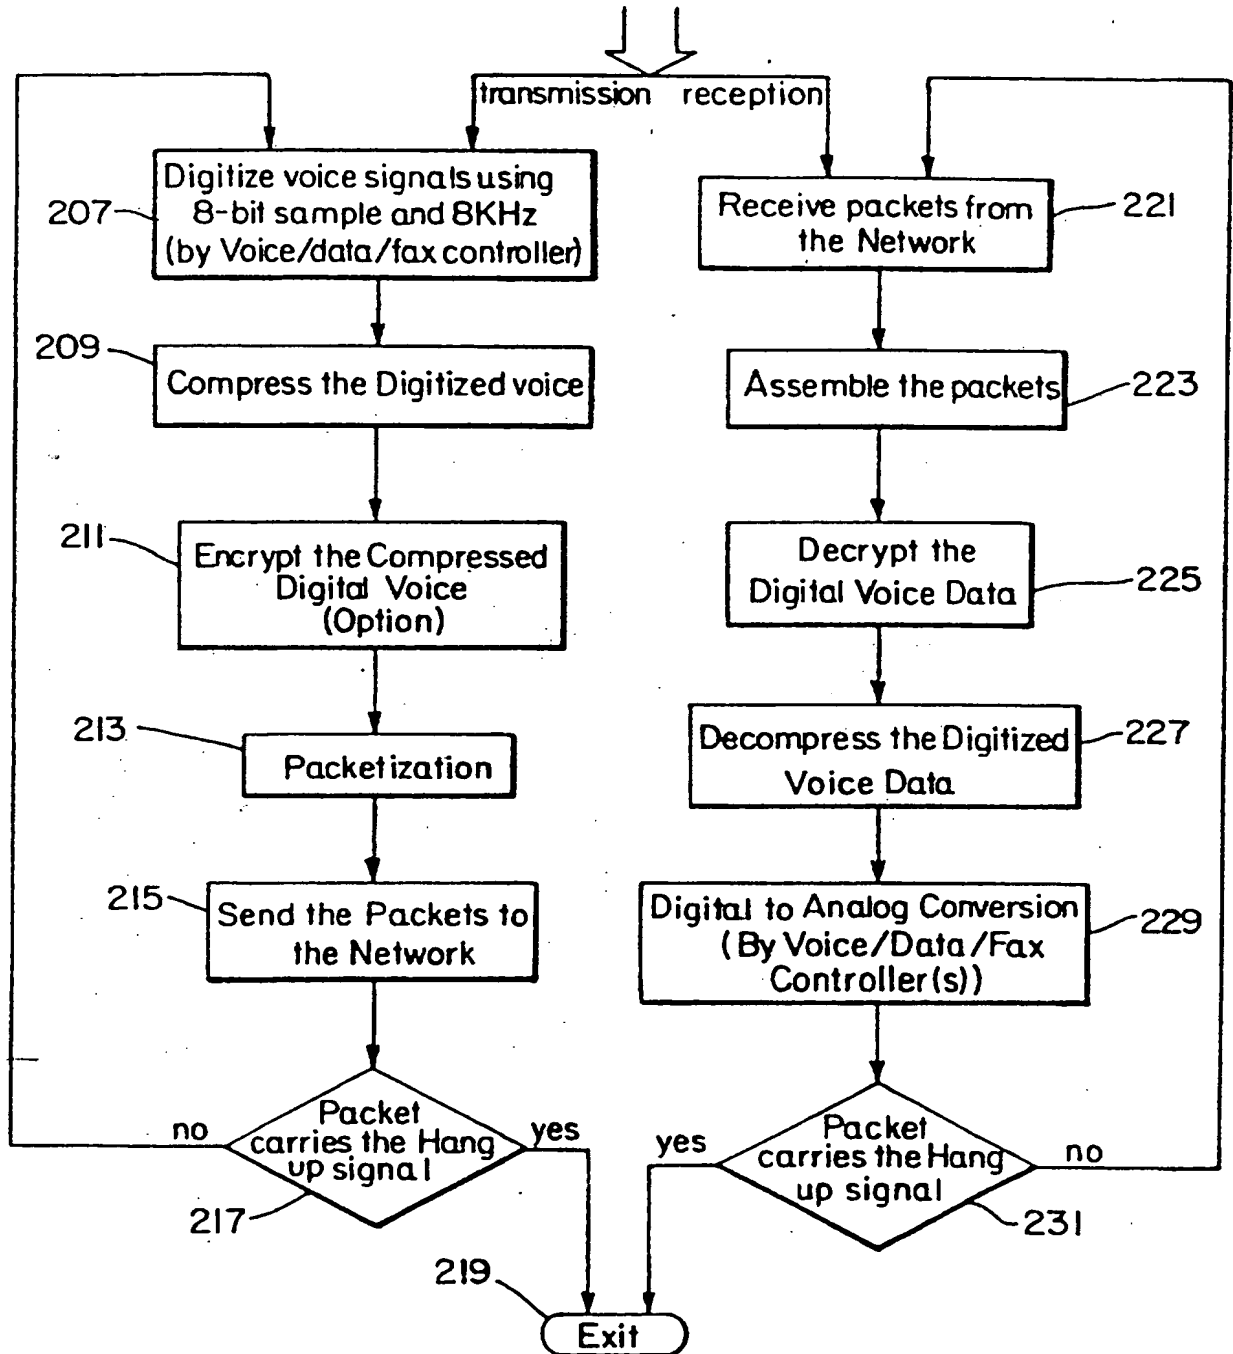 transmission reception
207
Digitize voice signals using
8-bit sample and 8KHz
(by Voice/data/fax controller)
209
Compress the Digitized voice
211
Encrypt the Compressed
Digital Voice
(Option)
213
Packetization
215
Send the Packets to
the Network
no
Packet
carries the Hang
up signal
yes
217
Receive packets from
the Network
221
Assemble the packets
223
Decrypt the
Digital Voice Data
225
Decompress the Digitized
Voice Data
227
Digital to Analog Conversion
(By Voice/Data/Fax
Controller(s))
229
yes
Packet
carries the Hang
up signal
no
231
219
Exit